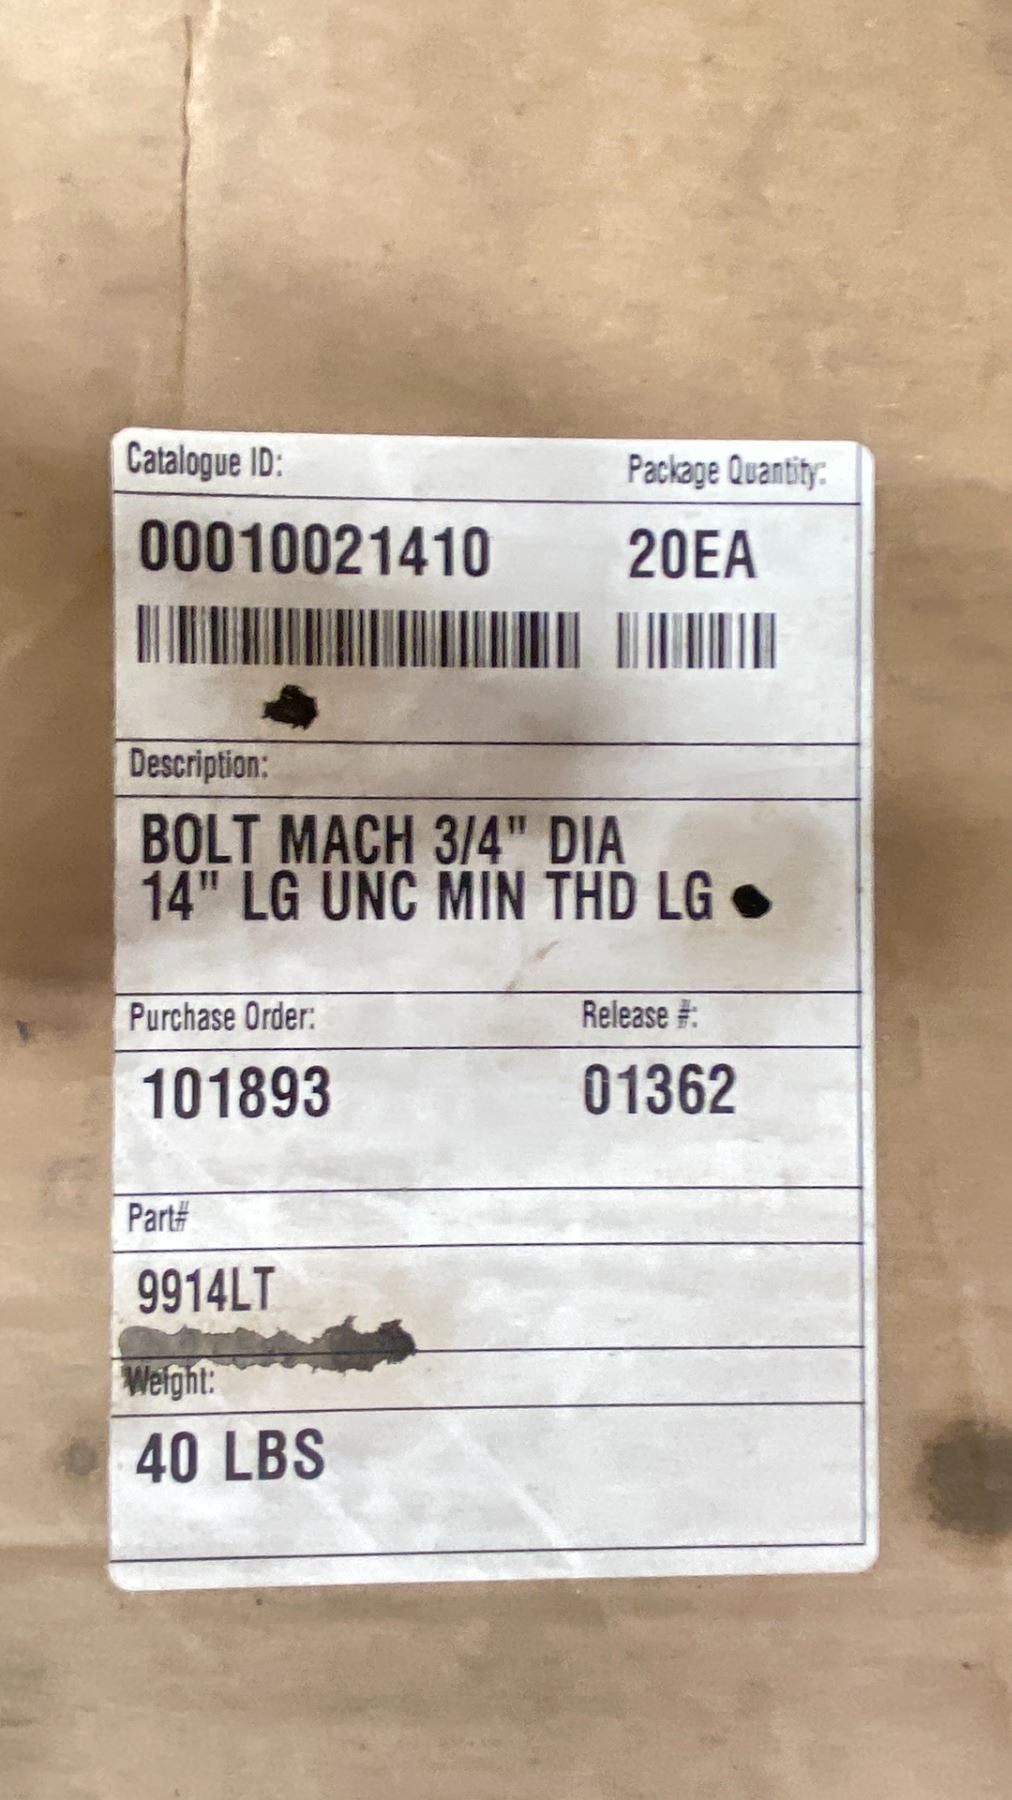 Catalogue ID: Package Quantity:
00010021410 20EA
Description:
BOLT MACH 3/4" DIA
14" LG UNC MIN THD LG
Purchase Order: Release #:
101893 01362
Part#
9914LT
Weight:
40 LBS